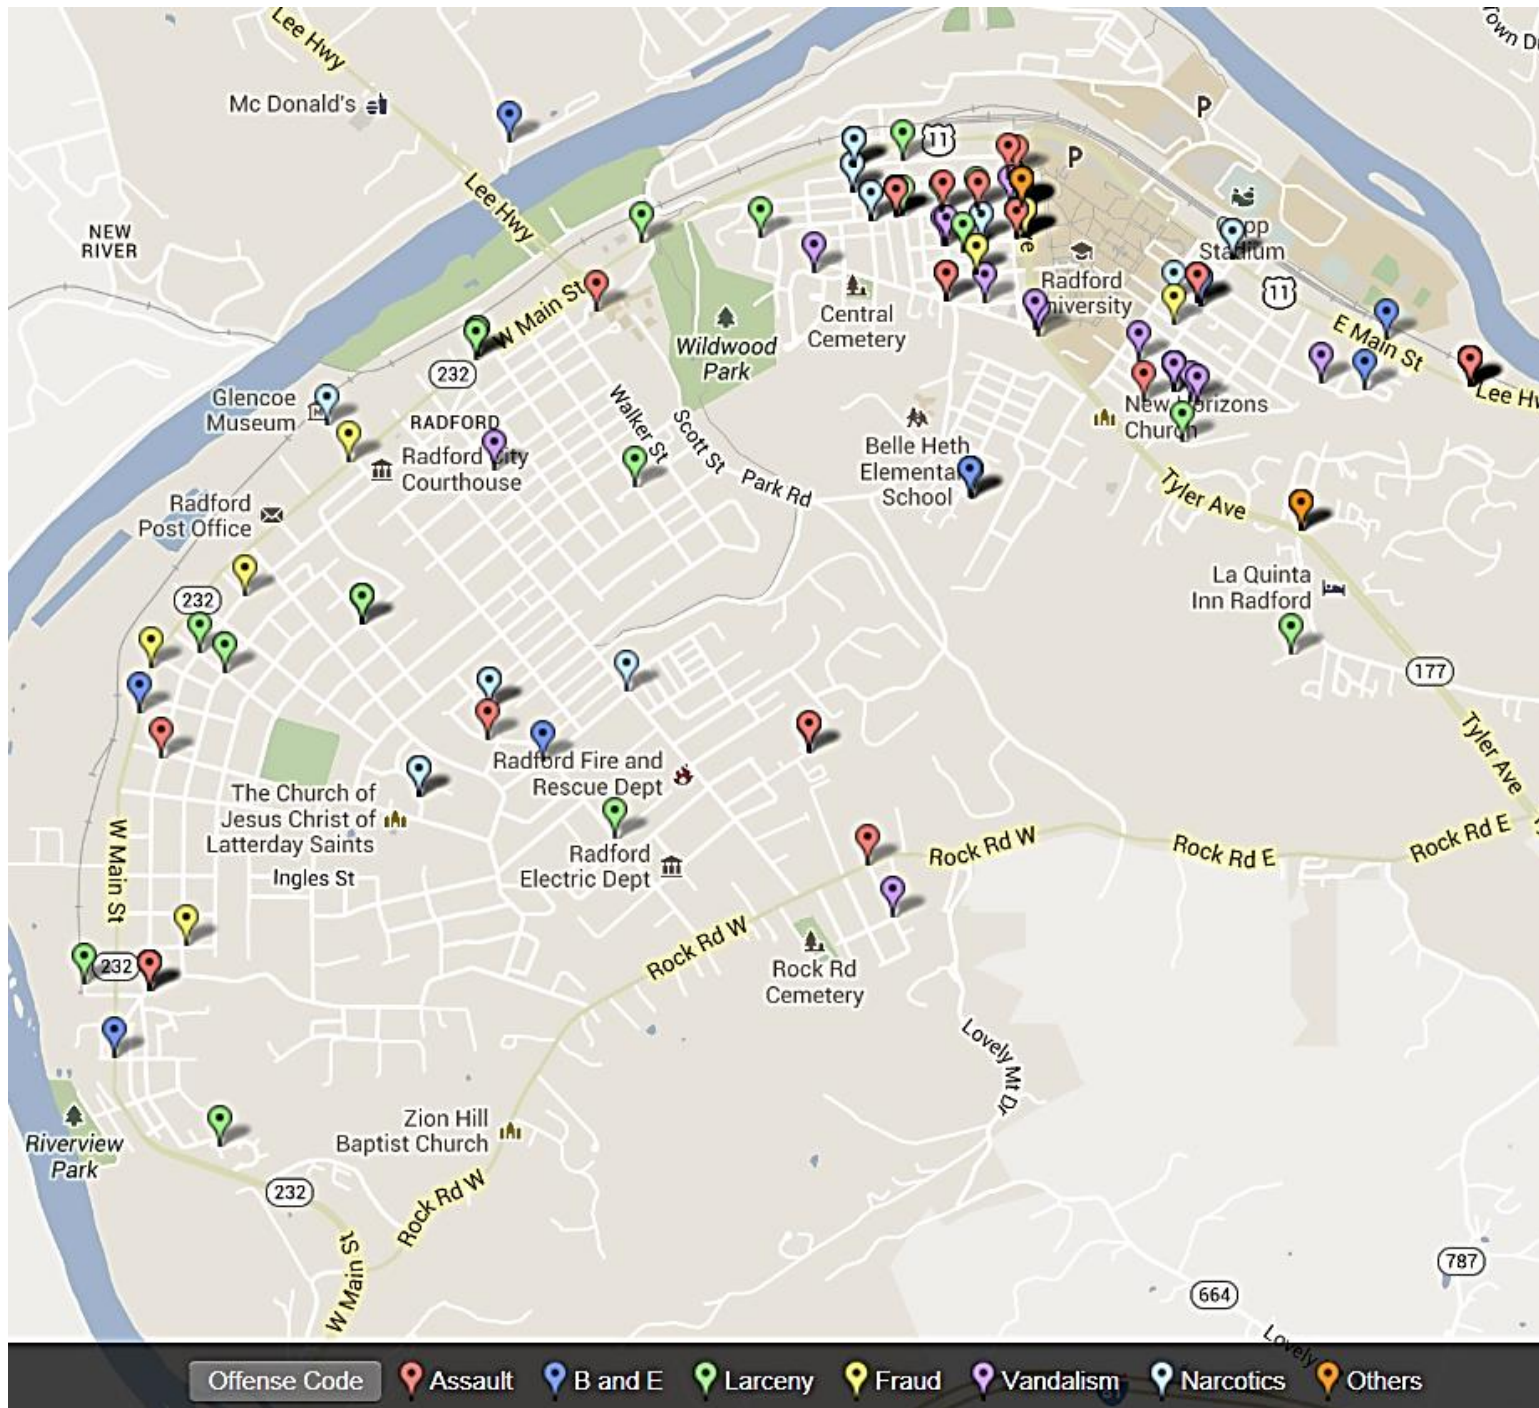 Lee Hwy
Town D
Mc Donald's
P
11
P
Lee Hwy
NEW
RIVER
Stadium
Radford
University
11
W Main St
Central
Cemetery
Wildwood
Park
E Main St
232
Glencoe
Museum
Lee Hw
RADFORD
Walker St
Scott St
New Horizons
Church
Radford City
Courthouse
Belle Heth
Elementa
School
Park Rd
Tyler Ave
Radford
Post Office
La Quinta
Inn Radford
232
177
Tyler Ave
Radford Fire and
Rescue Dept
The Church of
Jesus Christ of
Latterday Saints
W Main St
Ingles St
Radford
Electric Dept
Rock Rd W
Rock Rd E
Rock Rd E
Rock Rd W
232
Rock Rd
Cemetery
Lovely Mt Dr
Zion Hill
Baptist Church
Riverview
Park
232
Rock Rd W
W Main St
787
664
Lovely
Offense Code Assault B and E Larceny Fraud Vandalism Narcotics Others